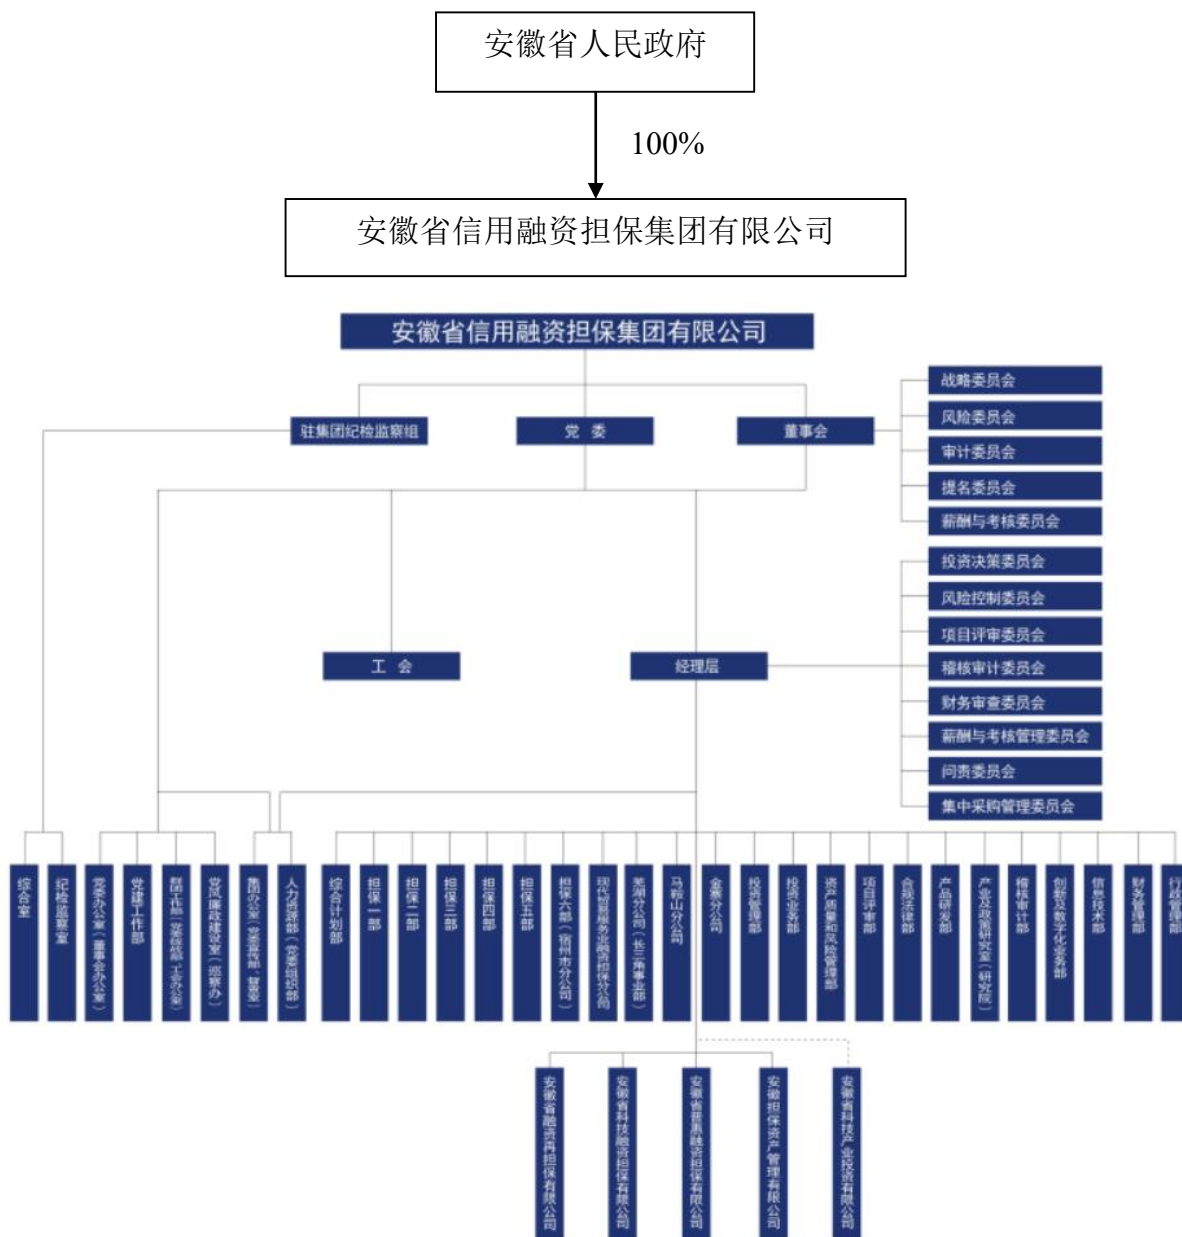 安徽省人民政府
100%
安徽省信用融资担保集团有限公司
安徽省信用融资担保集团有限公司
驻集团纪检监察组
党 委
董事会
战略委员会
风险委员会
审计委员会
提名委员会
薪酬与考核委员会
工 会
经理层
投资决策委员会
风险控制委员会
项目评审委员会
稽核审计委员会
财务审查委员会
薪酬与考核管理委员会
问责委员会
集中采购管理委员会
综合室
纪检监察室
党委办公室（董事会办公室）
党建工作部
群团工作部（党委统战部、工会办公室）
党风廉政建设室（巡察办）
集团办公室（党委宣传部、督查室）
人力资源部（党委组织部）
综合计划部
担保一部
担保二部
担保三部
担保四部
担保五部
担保六部（宿州市分公司）
现代贸易服务业融资担保分公司
芜湖分公司（长三角事业部）
马鞍山分公司
金寨分公司
投资管理部
投资业务部
资产质量和风险管理部
项目评审部
合规法律部
产品研发部
产业及政策研究室（研究院）
稽核审计部
创新及数字化业务部
信息技术部
财务管理部
行政管理部
安徽省融资再担保有限公司
安徽省科技融资担保有限公司
安徽省普惠融资担保有限公司
安徽担保资产管理有限公司
安徽省科技产业投资有限公司